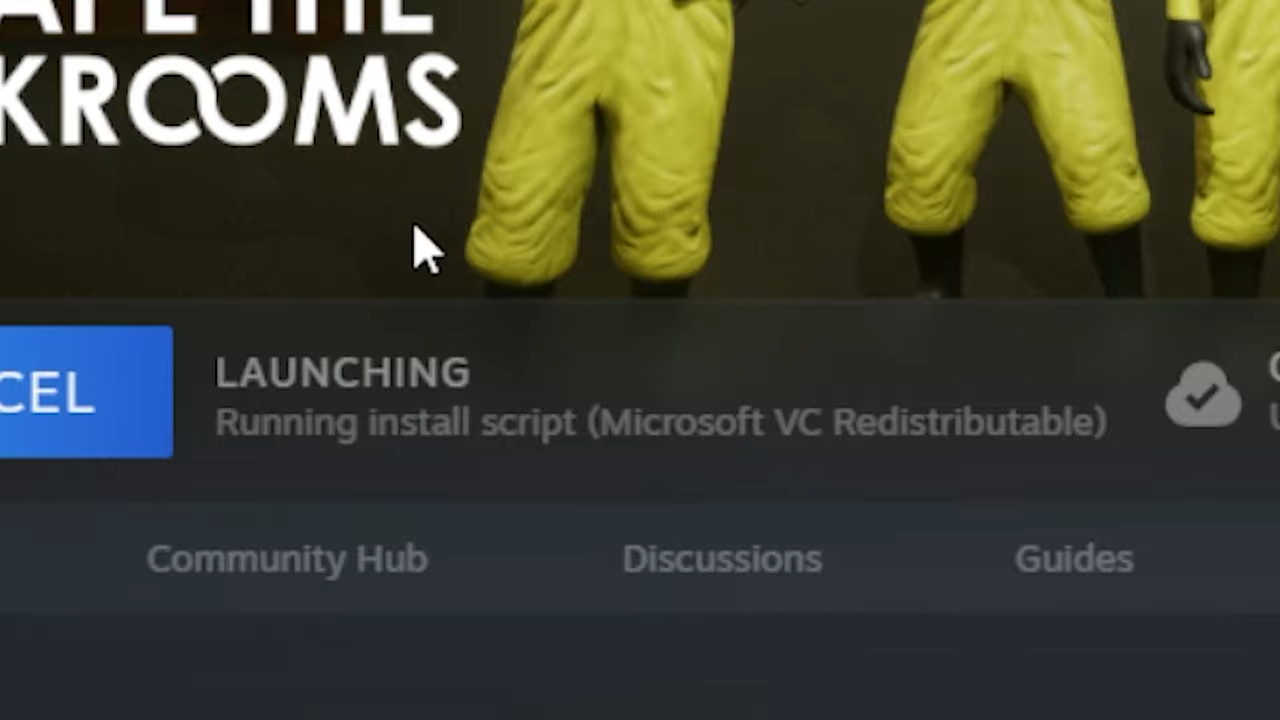 KROOMS
CEL
LAUNCHING
Running install script (Microsoft VC Redistributable)
Community Hub
Discussions
Guides